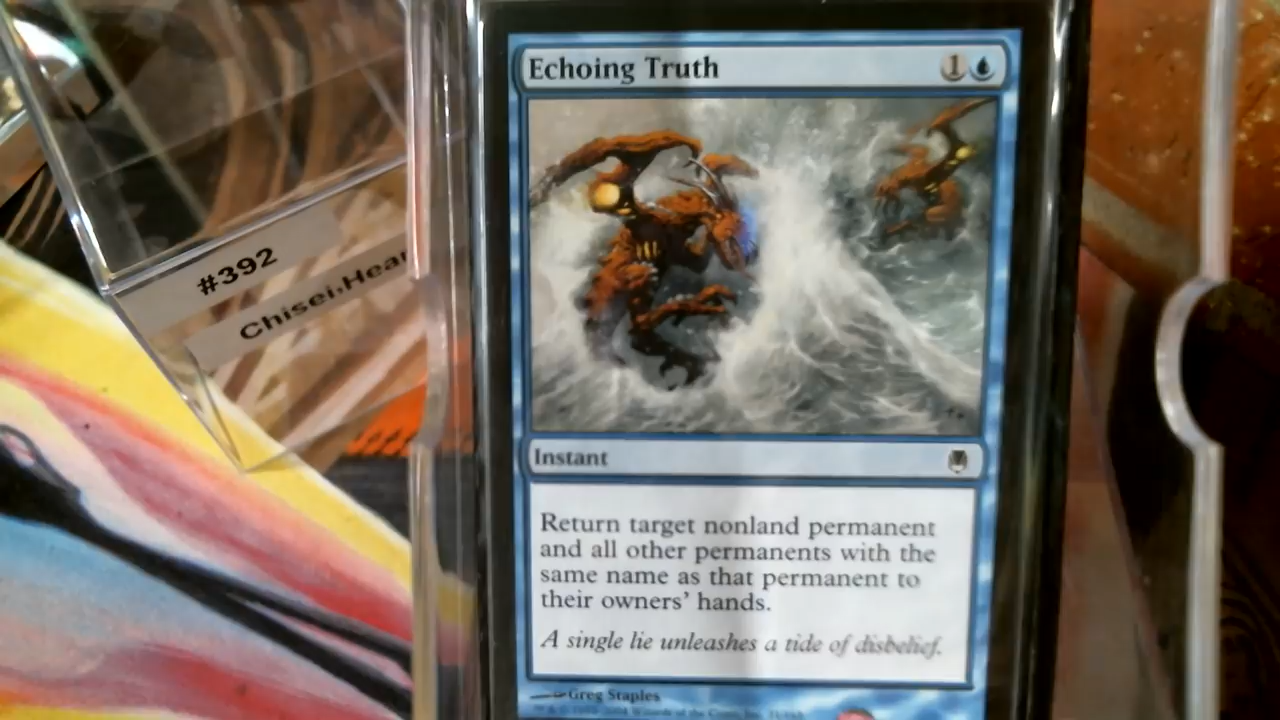 Echoing Truth
1
#392
Chisei, Hear
Instant
Return target nonland permanent
and all other permanents with the
same name as that permanent to
their owners' hands.
A single lie unleashes a tide of disbelief.
Greg Staples